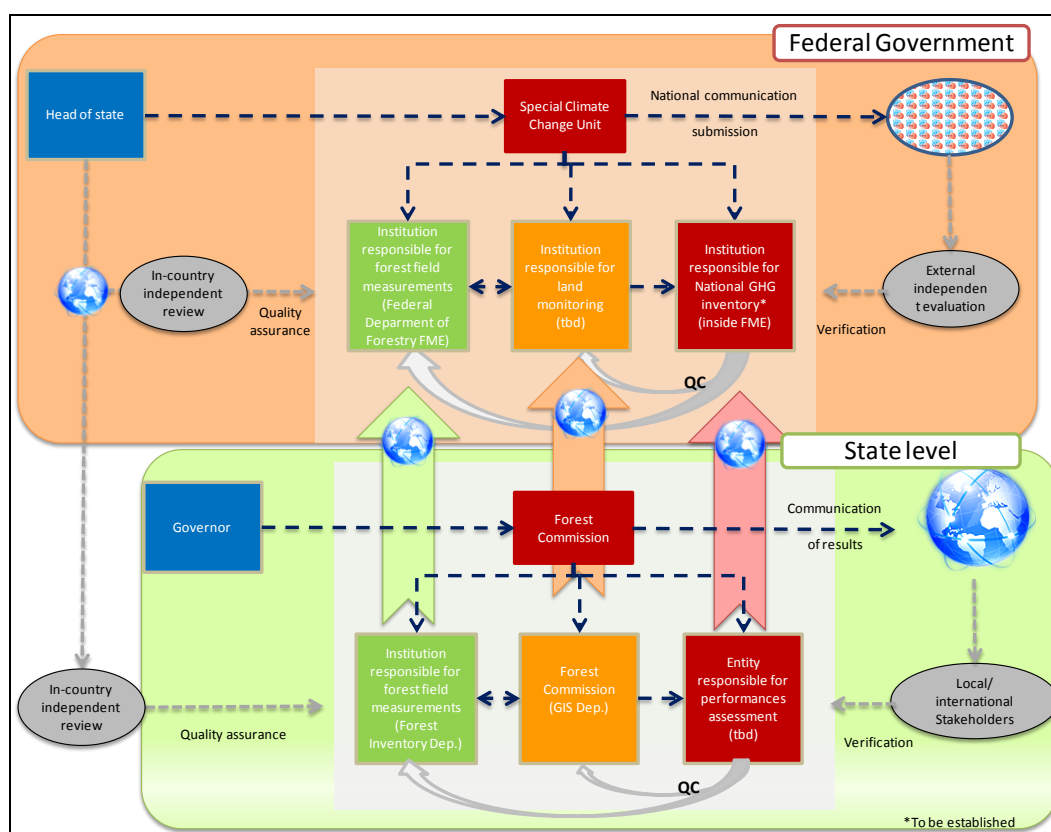 Federal Government
Head of state
Special Climate
Change Unit
National communication
submission
Institution
responsible for
forest field
measurements
(Federal
Deparment of
Forestry FME)
Institution
responsible for
land
monitoring
(tbd)
Institution
responsible for
National GHG
inventory*
(inside FME)
In-country
independent
review
Quality
assurance
External
independen
t evaluation
Verification
QC
State level
Governor
Forest
Commission
Communication
of results
Institution
responsible for
forest field
measurements
(Forest
Inventory Dep.)
Forest
Commission
(GIS Dep.)
Entity
responsible for
performances
assessment
(tbd)
In-country
independent
review
Quality assurance
Local/
international
Stakeholders
Verification
QC
*To be established